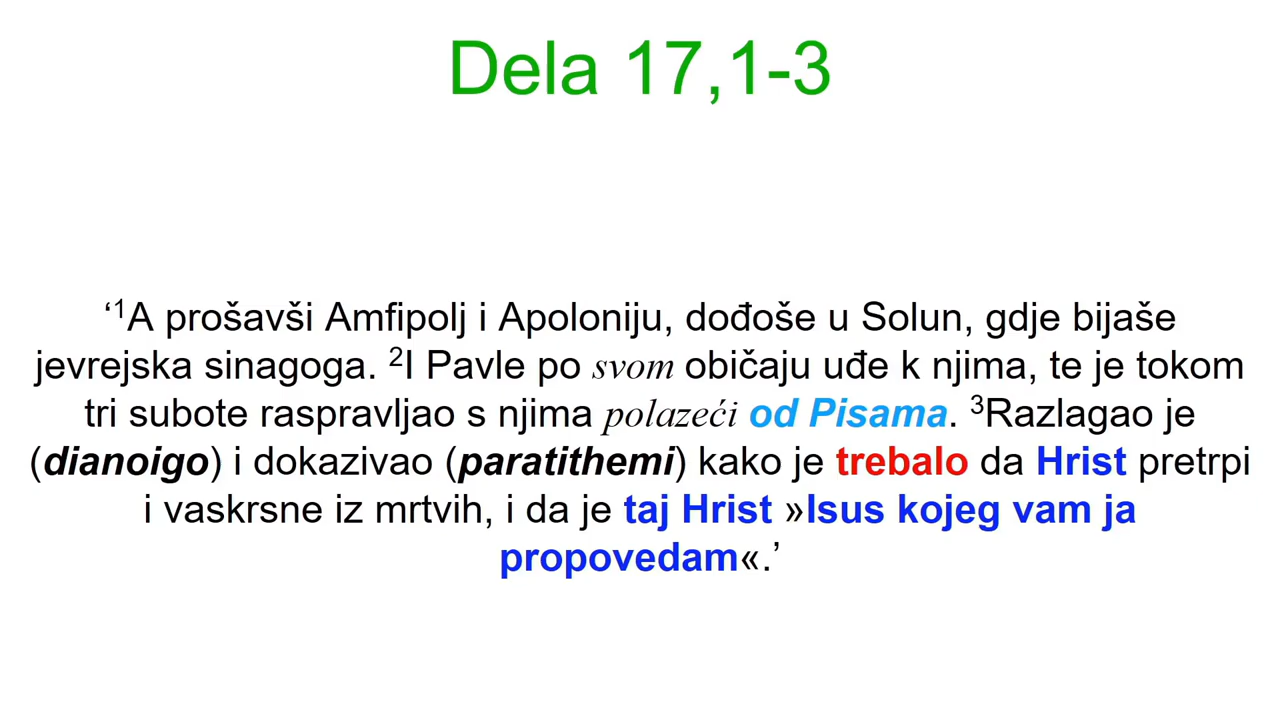 Dela 17,1-3
‘¹A prošavši Amfipolj i Apoloniju, dođoše u Solun, gdje bijaše
jevrejska sinagoga. ²I Pavle po svom običaju uđe k njima, te je tokom
tri subote raspravljao s njima polazeći od Pisama. ³Razlagao je
(dianoigo) i dokazivao (paratithemi) kako je trebalo da Hrist pretrpi
i vaskrsne iz mrtvih, i da je taj Hrist »Isus kojeg vam ja
propovedam«.’